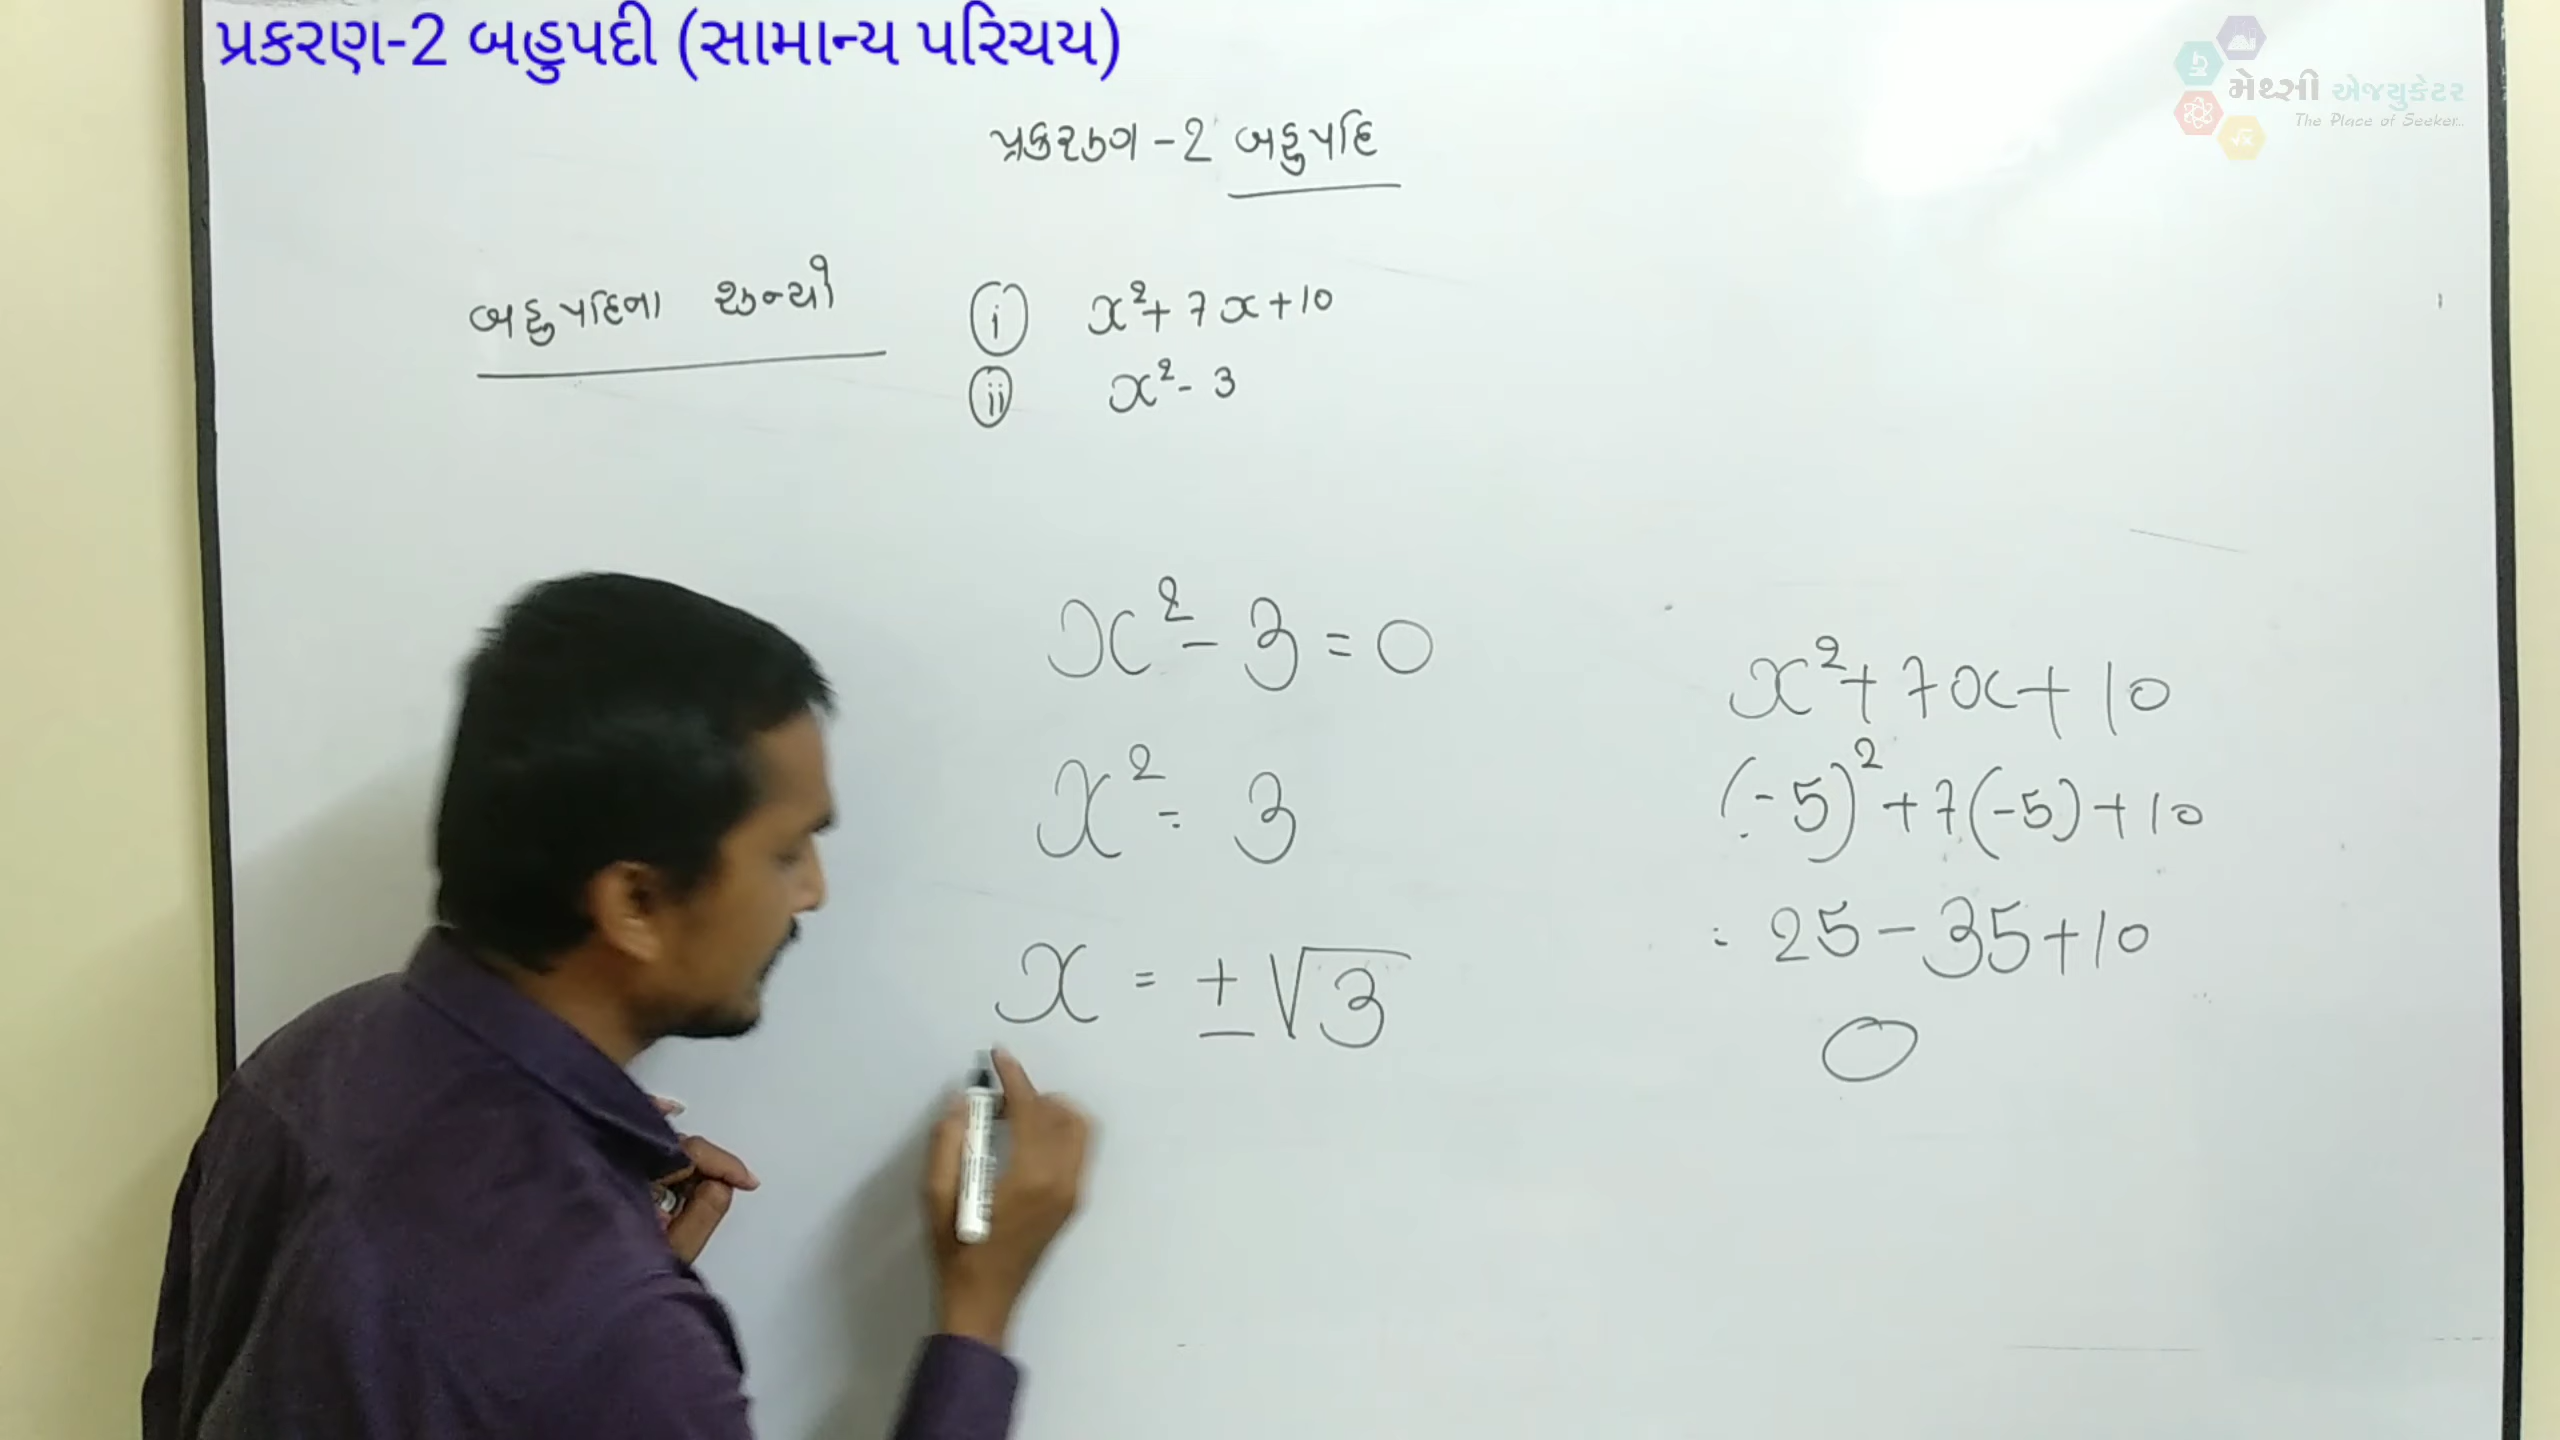 પ્રકરણ-2 બહુપદી (સામાન્ય પરિચય)
મેથ્સી એજ્યુકેટર
The Place of Seeker...
પ્રકરણ - 2 બહુપદિ
બહુપદિના શૂન્યો
(i) x² + 7x + 10
(ii) x² - 3
x² - 3 = 0
x² = 3
x = ± √3
x² + 7x + 10
(-5)² + 7(-5) + 10
= 25 - 35 + 10
0